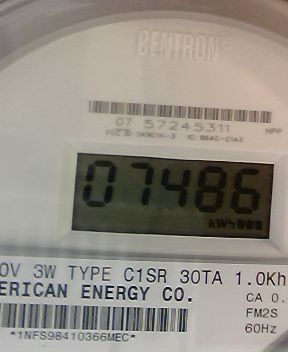 CENTRON®
07 57245311 HPP
07486
kWh
0V 3W TYPE C1SR 30TA 1.0Kh
ERICAN ENERGY CO. CA 0.
FM2S
60Hz
*1NFS98410366MEC*